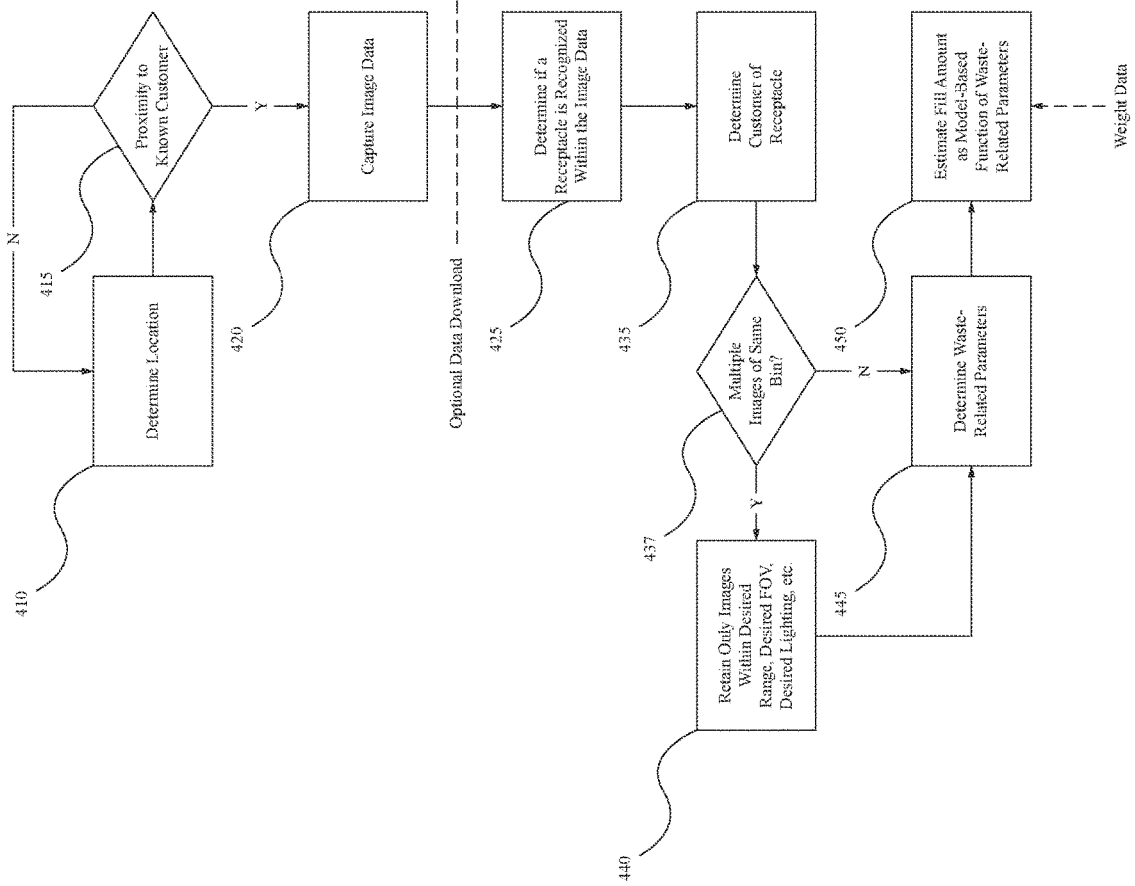 410
Determine Location
415
N
Proximity to
Known Customer
Y
420
Capture Image Data
Optional Data Download
425
Determine if a
Receptacle is Recognized
Within the Image Data
435
Determine
Customer of
Receptacle
437
Multiple
Images of Same
Bin?
Y
N
440
Retain Only Images
Within Desired
Range, Desired FOV,
Desired Lighting, etc.
445
Determine Waste-
Related Parameters
450
Estimate Fill Amount
as Model-Based
Function of Waste-
Related Parameters
Weight Data